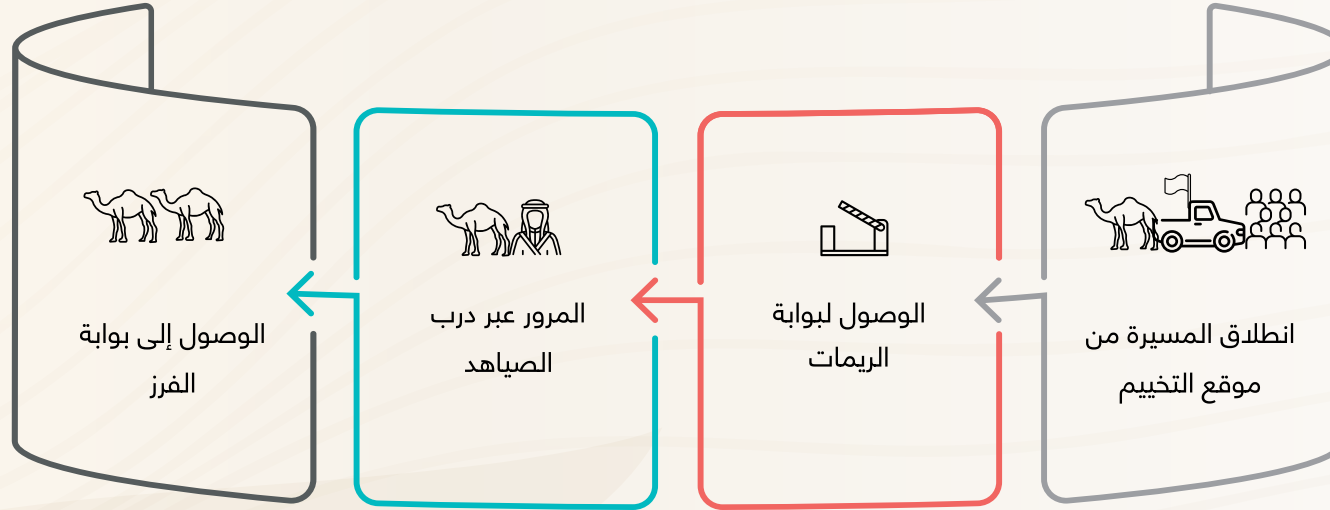 انطلاق المسيرة من
موقع التخييم
الوصول لبوابة
الريمات
المرور عبر درب
الصياهد
الوصول إلى بوابة
الفرز